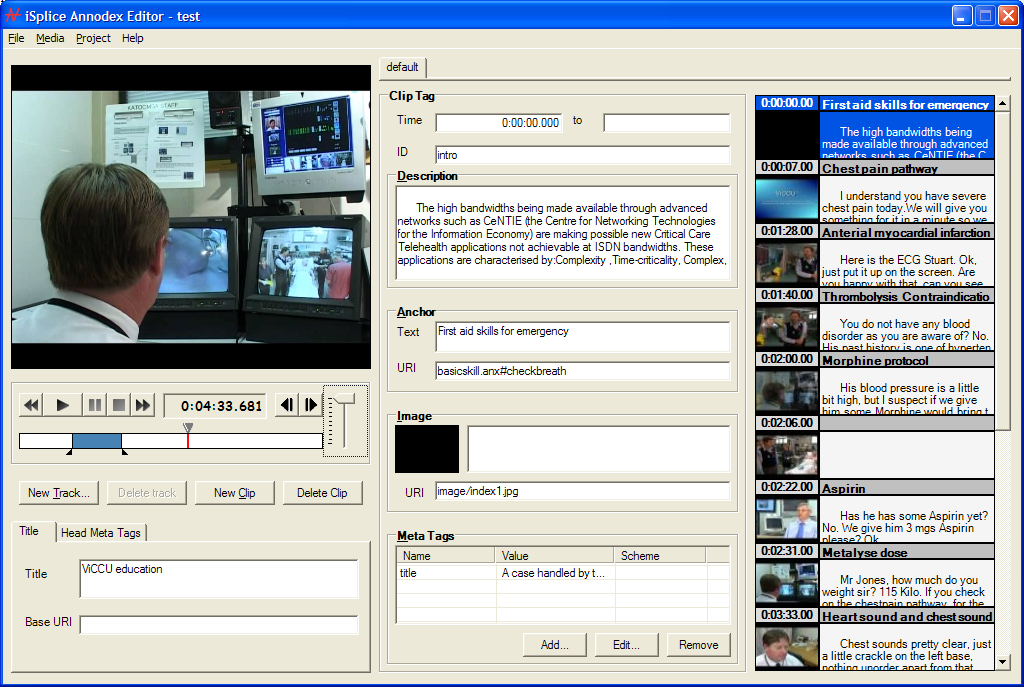 iSplice Annodex Editor - test
File Media Project Help
KATOOMBA STAFF
0:04:33.681
New Track... Delete track New Clip Delete Clip
Title Head Meta Tags
Title ViCCU education
Base URI
default
Clip Tag
Time 0:00:00.000 to
ID intro
Description
The high bandwidths being made available through advanced
networks such as CeNTIE (the Centre for Networking Technologies
for the Information Economy) are making possible new Critical Care
Telehealth applications not achievable at ISDN bandwidths. These
applications are characterised by:Complexity ,Time-criticality, Complex,
Anchor
Text First aid skills for emergency
URI basicskill.anx#checkbreath
Image
URI image/index1.jpg
Meta Tags
Name Value Scheme
title A case handled by t...
Add... Edit... Remove
0:00:00.00 First aid skills for emergency
The high bandwidths being
made available through advanced
networks such as CeNTIE (the C
0:00:07.00 Chest pain pathway
VICCU
I understand you have severe
chest pain today.We will give you
something for it in a minute so we
0:01:28.00 Anterial myocardial infarction
Here is the ECG Stuart. Ok,
just put it up on the screen. Are
you happy with that, can you see
0:01:40.00 Thrombolysis Contraindicatio
You do not have any blood
disorder as you are aware of? No.
His past history is one of hyperten
0:02:00.00 Morphine protocol
His blood pressure is a little
bit high, but I suspect if we give
him some Morphine would bring t
0:02:06.00
0:02:22.00 Aspirin
Has he has some Aspirin yet?
No. We give him 3 mgs Aspirin
please? Ok.
0:02:31.00 Metalyse dose
Mr Jones, how much do you
weight sir? 115 Kilo. If you check
on the chestpain pathway, for the
0:03:33.00 Heart sound and chest sound
Chest sounds pretty clear, just
a little crackle on the left base,
nothing unorder apart from that